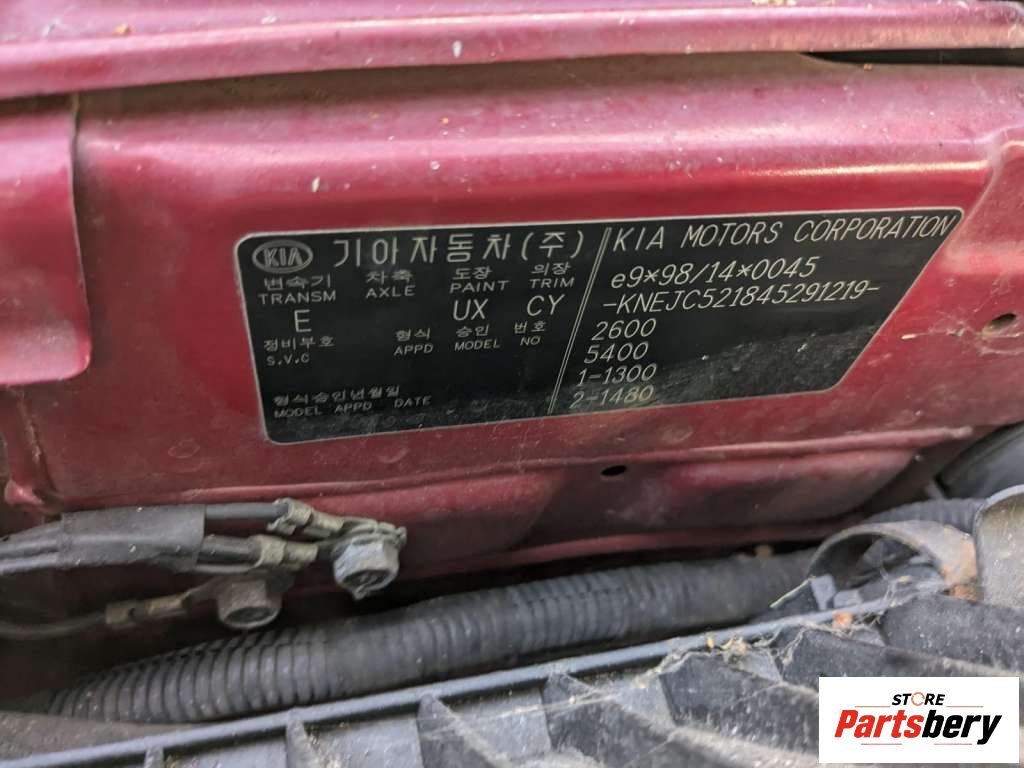 KIA 기아자동차(주)
변속기 차축 도장 의장
TRANSM AXLE PAINT TRIM
E UX CY
정비부호 형식 승인 번호
S.V.C APPD MODEL NO
형식승인년월일
MODEL APPD DATE
KIA MOTORS CORPORATION
e9*98/14*0045
-KNEJC521845291219-
2600
5400
1-1300
2-1480
STORE
Partsbery